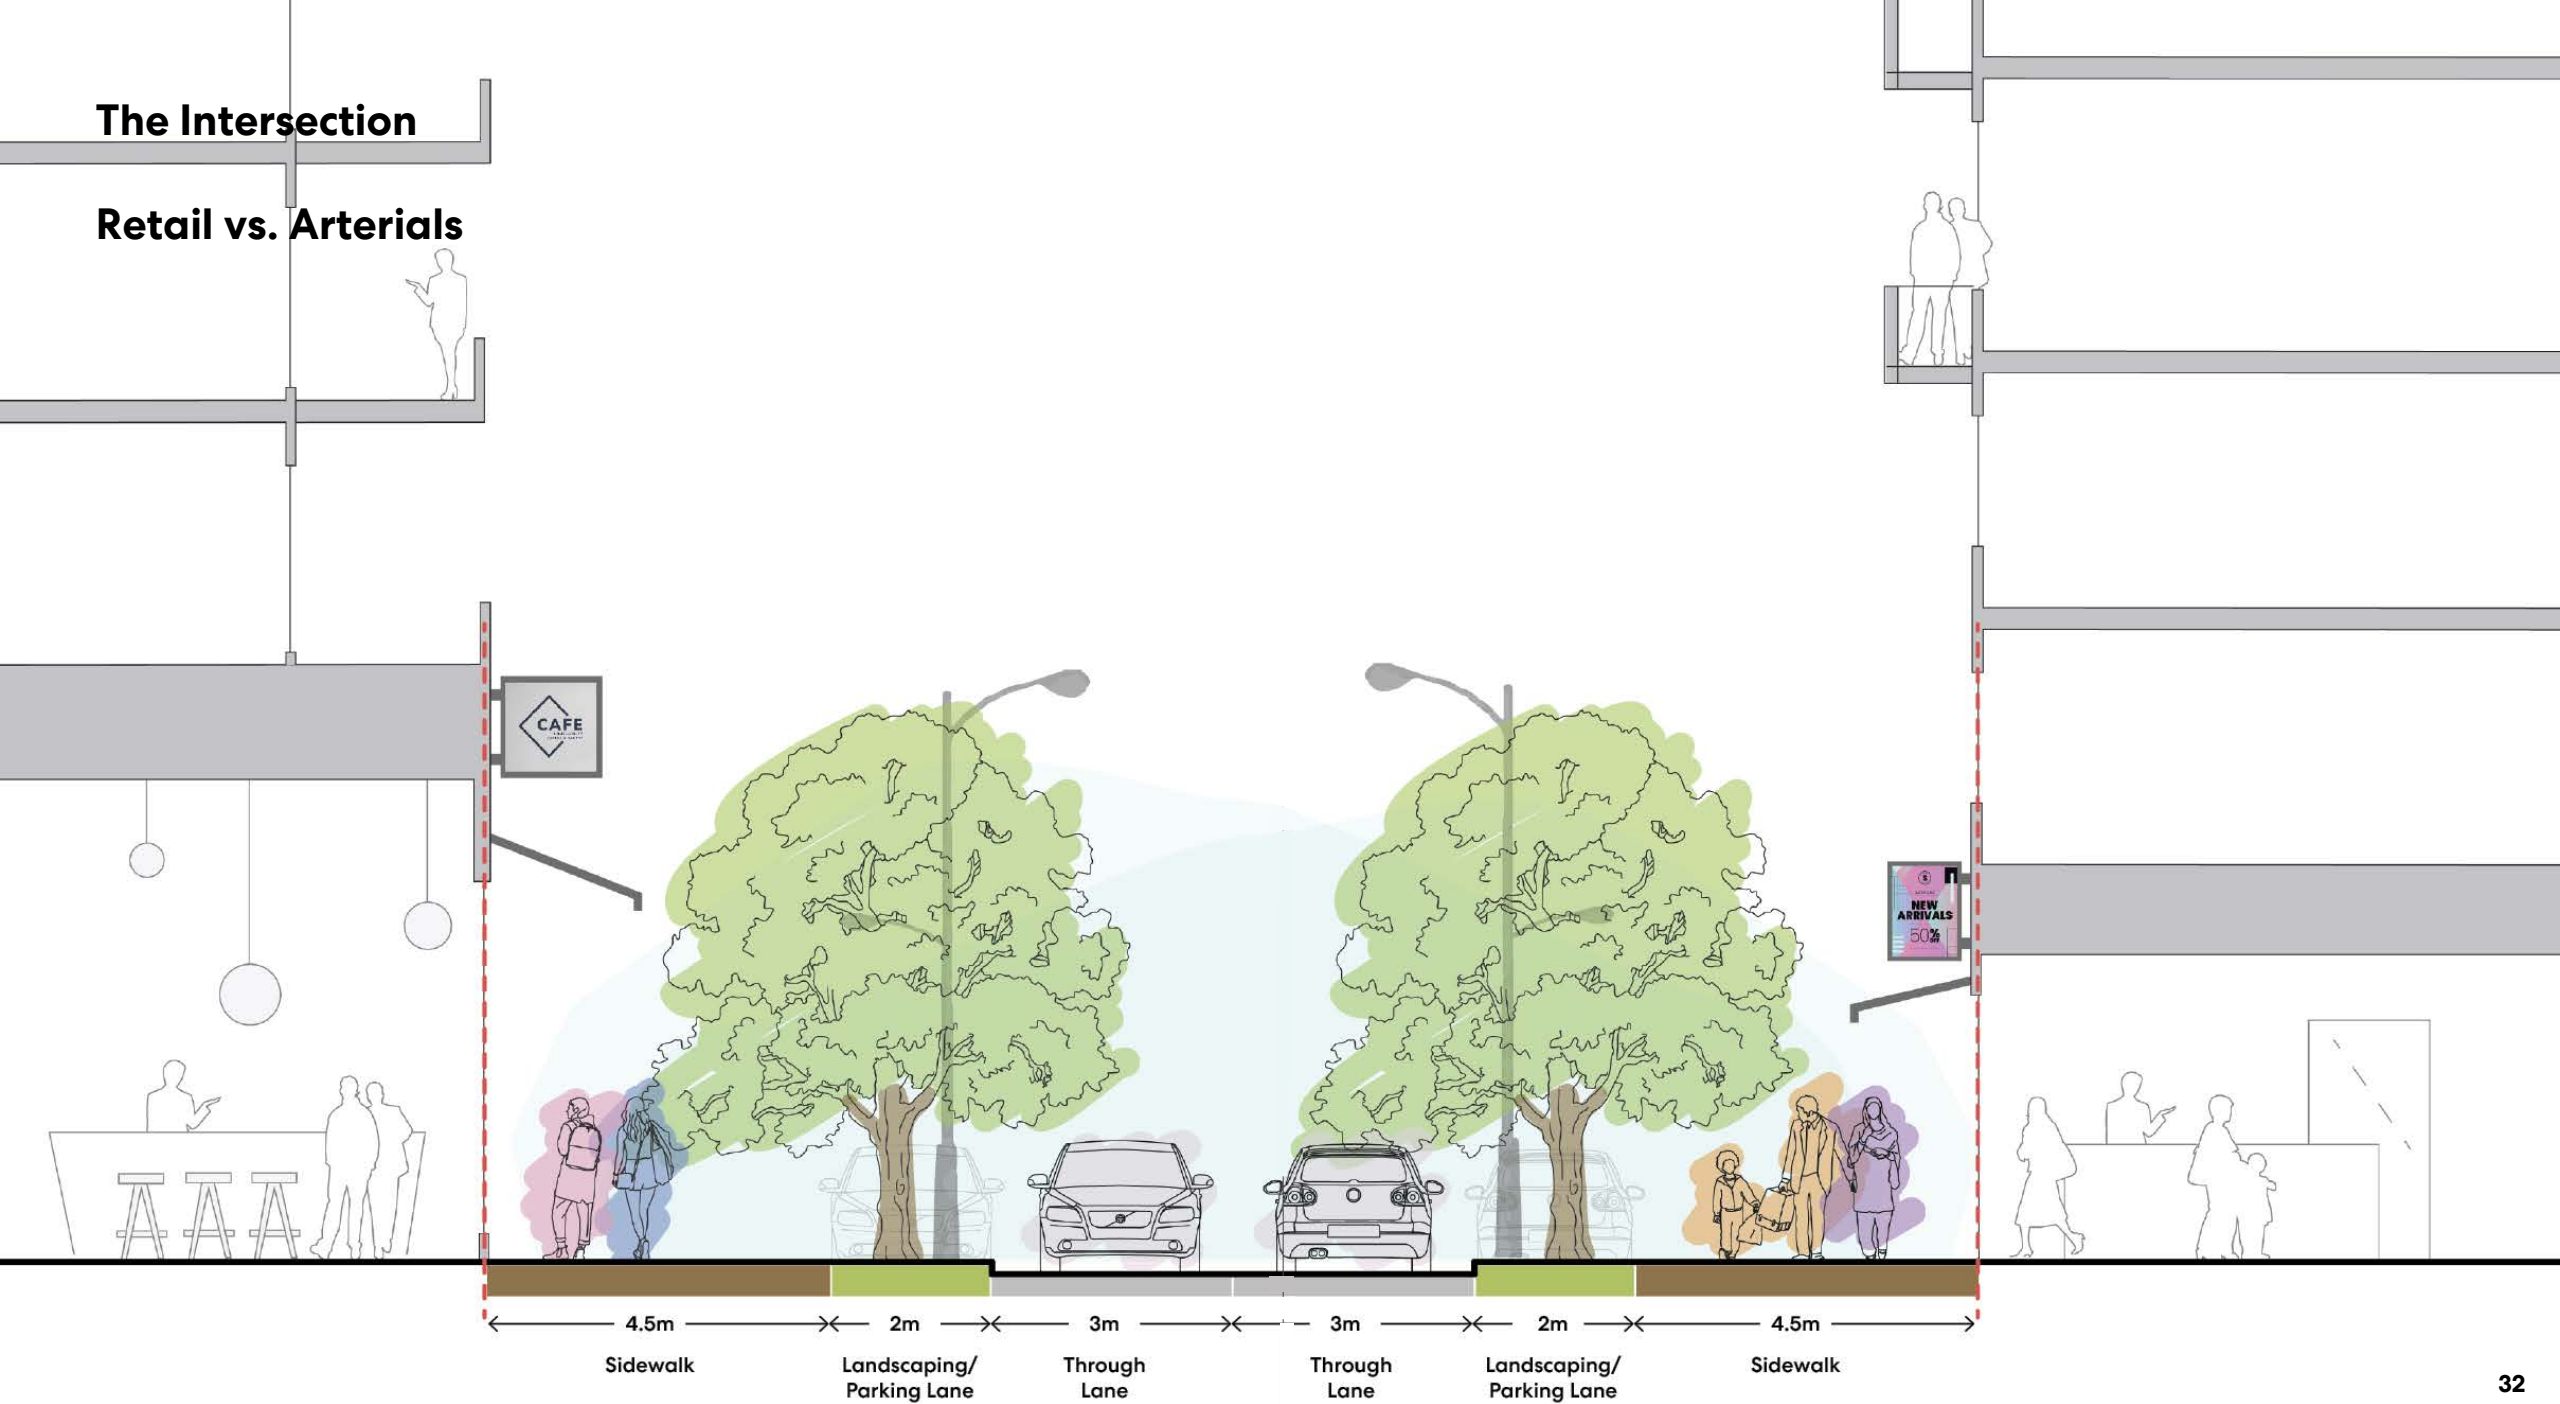 The Intersection
Retail vs. Arterials
CAFE
NEW
ARRIVALS
50%
4.5m
2m
3m
3m
2m
4.5m
Sidewalk
Landscaping/
Parking Lane
Through
Lane
Through
Lane
Landscaping/
Parking Lane
Sidewalk
32